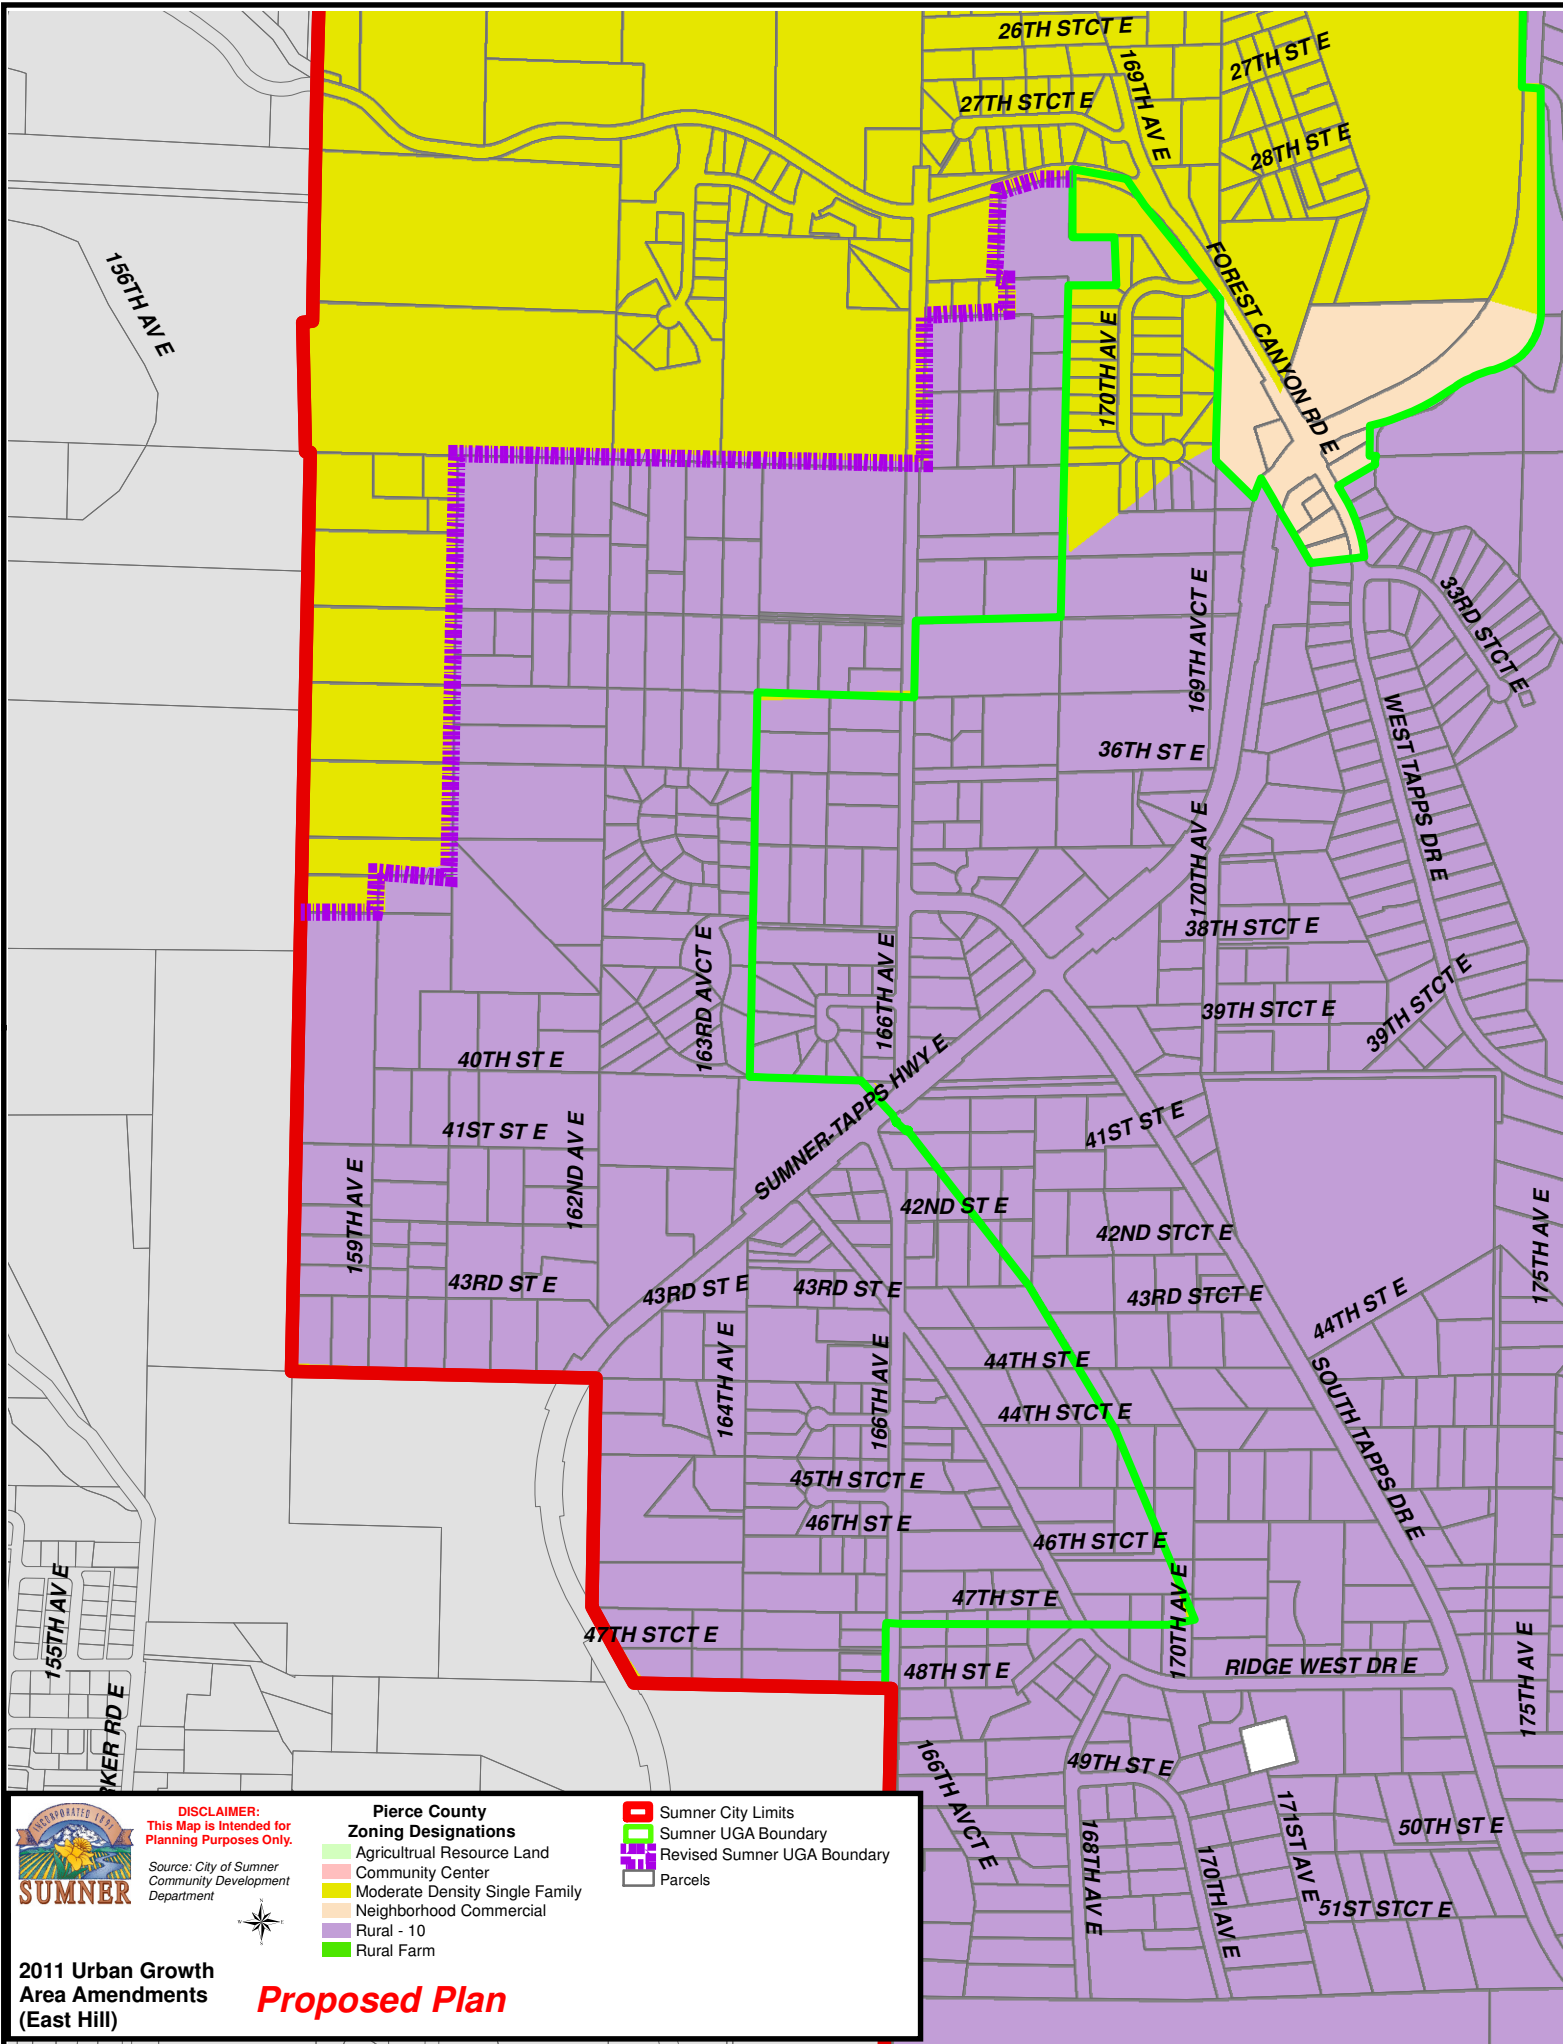 26TH STCT E
169TH AV E
27TH ST E
27TH STCT E
28TH ST E
156TH AV E
FOREST CANYON RD E
170TH AV E
33RD STCT E
169TH AVCT E
WEST TAPPS DR E
36TH ST E
170TH AV E
38TH STCT E
163RD AVCT E
166TH AV E
39TH STCT E
39TH STCT E
40TH ST E
SUMNER-TAPPS HWY E
41ST ST E
41ST ST E
162ND AV E
159TH AV E
42ND ST E
42ND STCT E
175TH AV E
43RD ST E
43RD ST E
43RD ST E
43RD STCT E
44TH ST E
164TH AV E
166TH AV E
44TH ST E
44TH STCT E
SOUTH TAPPS DR E
45TH STCT E
46TH ST E
46TH STCT E
155TH AV E
47TH ST E
170TH AV E
47TH STCT E
48TH ST E
RIDGE WEST DR E
175TH AV E
RKER RD E
166TH AVCT E
49TH ST E
168TH AV E
170TH AV E
171ST AV E
50TH ST E
51ST STCT E
INCORPORATED 1891
SUMNER
DISCLAIMER:
This Map is Intended for
Planning Purposes Only.
Source: City of Sumner
Community Development
Department
N
W
E
S
Pierce County
Zoning Designations
Agricultrual Resource Land
Community Center
Moderate Density Single Family
Neighborhood Commercial
Rural - 10
Rural Farm
Sumner City Limits
Sumner UGA Boundary
Revised Sumner UGA Boundary
Parcels
2011 Urban Growth
Area Amendments
(East Hill)
Proposed Plan